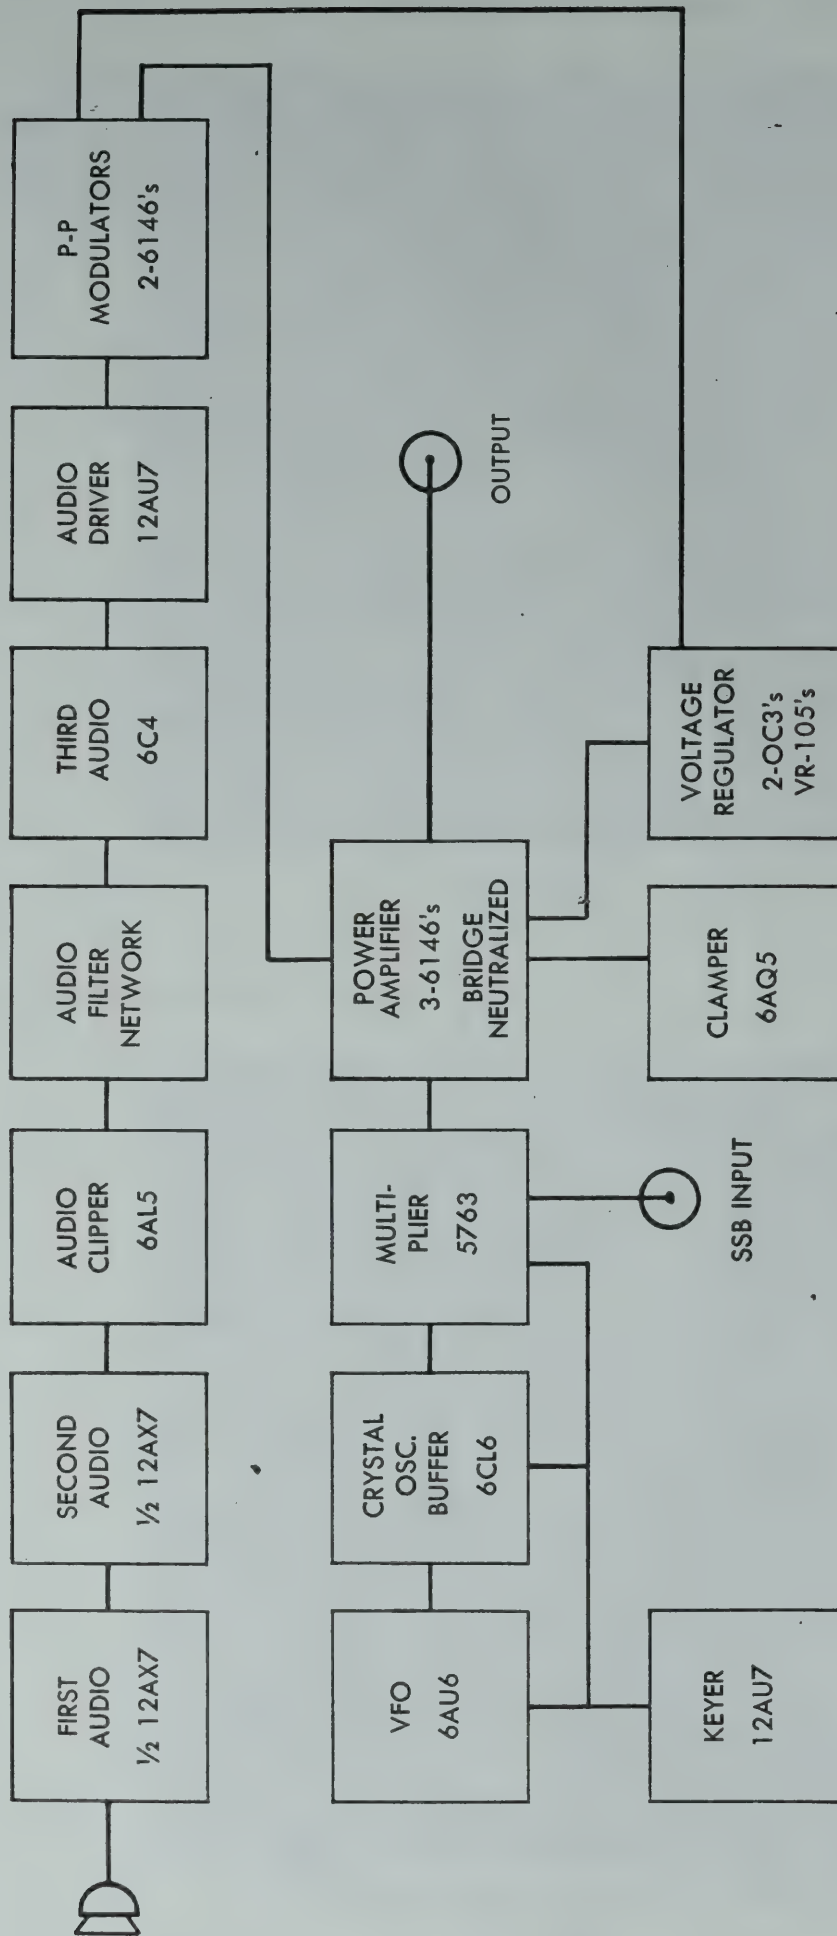 FIRST
AUDIO
½ 12AX7
SECOND
AUDIO
½ 12AX7
AUDIO
CLIPPER
6AL5
AUDIO
FILTER
NETWORK
THIRD
AUDIO
6C4
AUDIO
DRIVER
12AU7
P-P
MODULATORS
2-6146's
VFO
6AU6
CRYSTAL
OSC.
BUFFER
6CL6
MULTI-
PLIER
5763
POWER
AMPLIFIER
3-6146's
BRIDGE
NEUTRALIZED
OUTPUT
KEYER
12AU7
SSB INPUT
CLAMPER
6AQ5
VOLTAGE
REGULATOR
2-OC3's
VR-105's